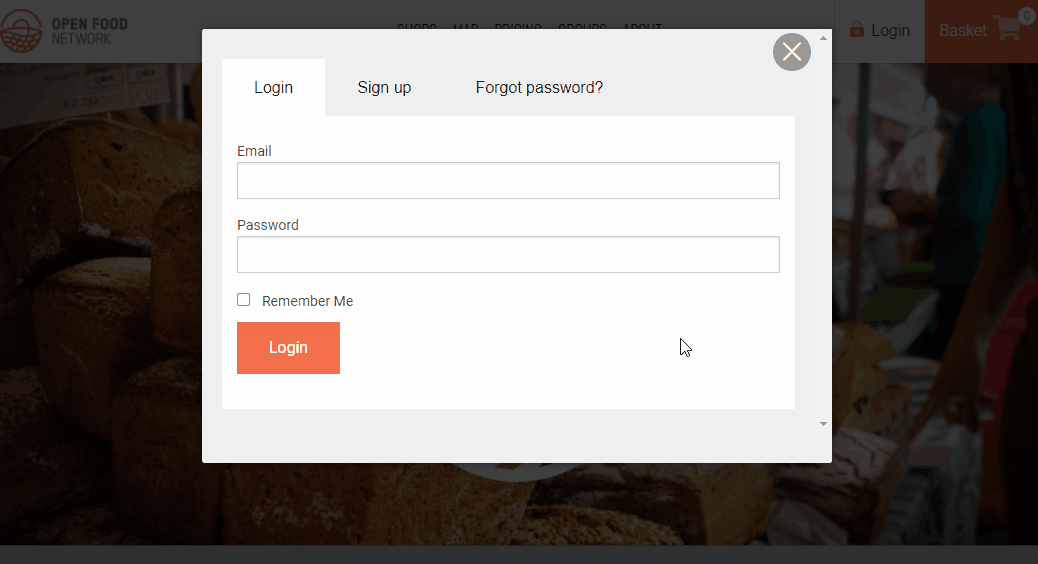 OPEN FOOD
NETWORK
SHOPS MAP PRICING GROUPS ABOUT
Login
Basket
0
Login
Sign up
Forgot password?
Email
Password
Remember Me
Login